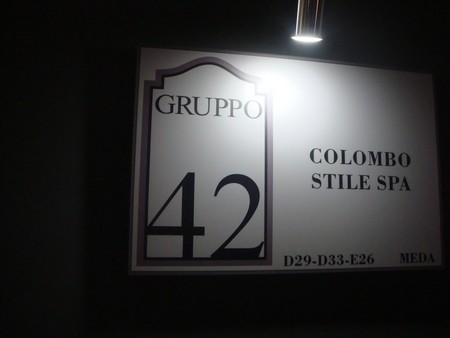 GRUPPO
42
COLOMBO
STILE SPA
D29-D33-E26 MEDA